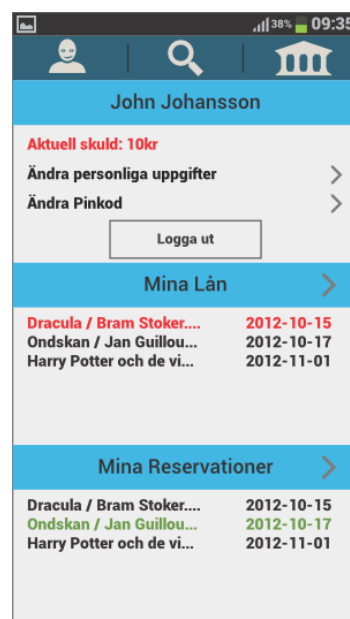 38% 09:35
John Johansson
Aktuell skuld: 10kr
Ändra personliga uppgifter
Ändra Pinkod
Logga ut
Mina Lån
Dracula / Bram Stoker.... 2012-10-15
Ondskan / Jan Guillou... 2012-10-17
Harry Potter och de vi... 2012-11-01
Mina Reservationer
Dracula / Bram Stoker.... 2012-10-15
Ondskan / Jan Guillou... 2012-10-17
Harry Potter och de vi... 2012-11-01